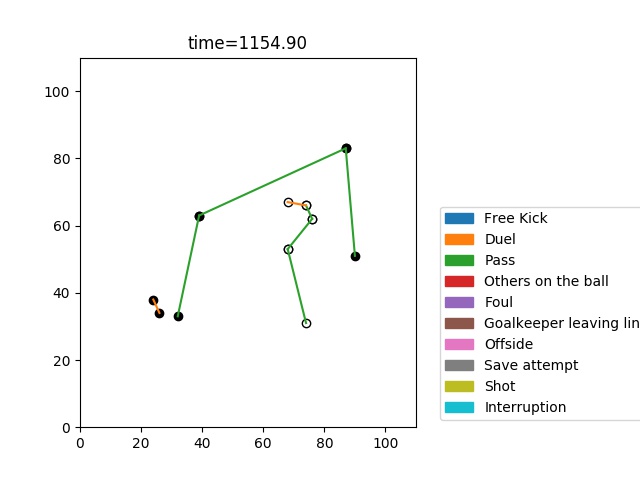 time=1154.90
100
80
60
40
20
0
0 20 40 60 80 100
Free Kick
Duel
Pass
Others on the ball
Foul
Goalkeeper leaving lin
Offside
Save attempt
Shot
Interruption